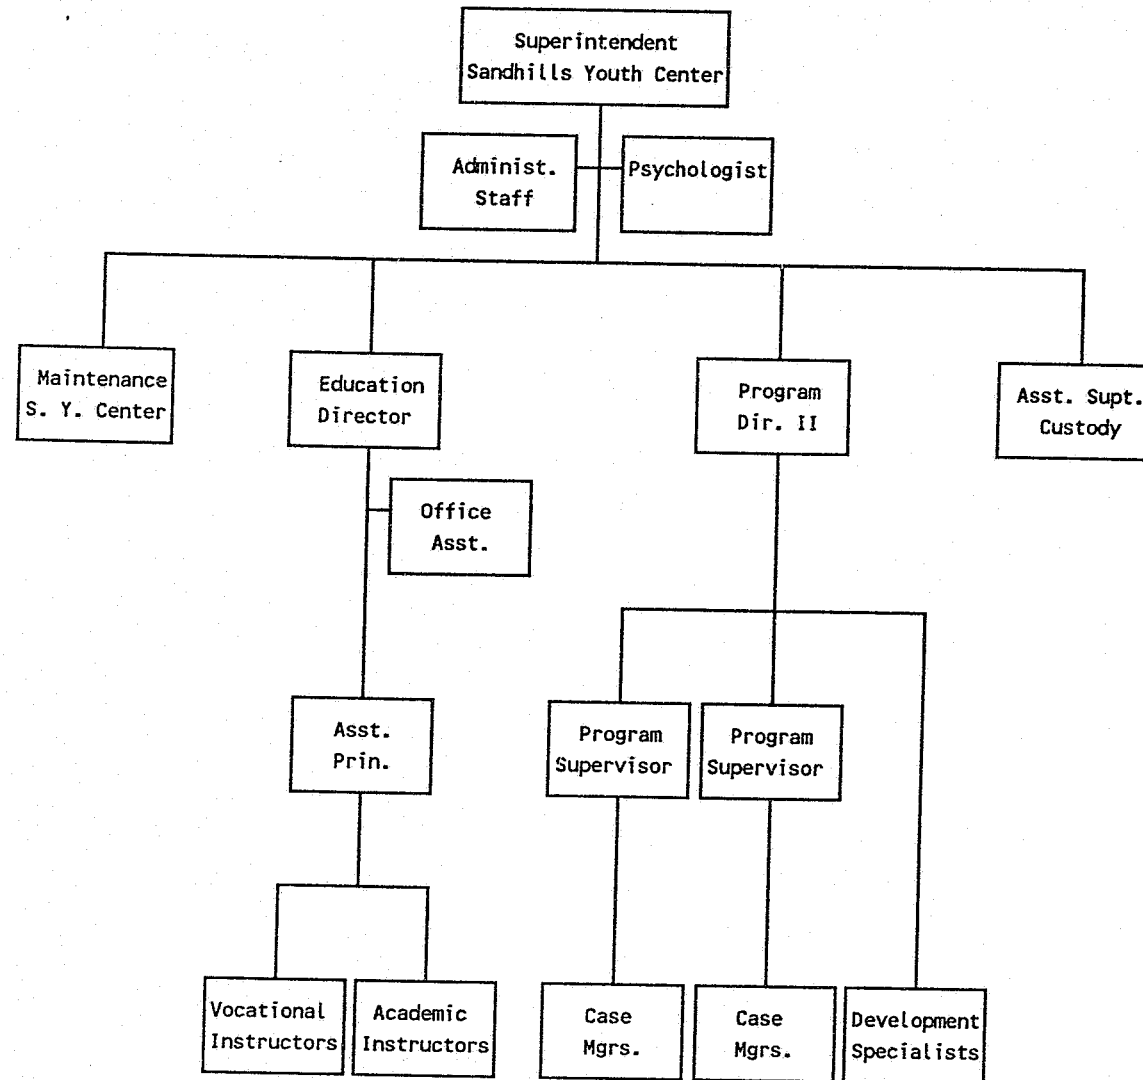 Superintendent
Sandhills Youth Center
Administ.
Staff
Psychologist
Maintenance
S. Y. Center
Education
Director
Program
Dir. II
Asst. Supt.
Custody
Office
Asst.
Asst.
Prin.
Program
Supervisor
Program
Supervisor
Vocational
Instructors
Academic
Instructors
Case
Mgrs.
Case
Mgrs.
Development
Specialists